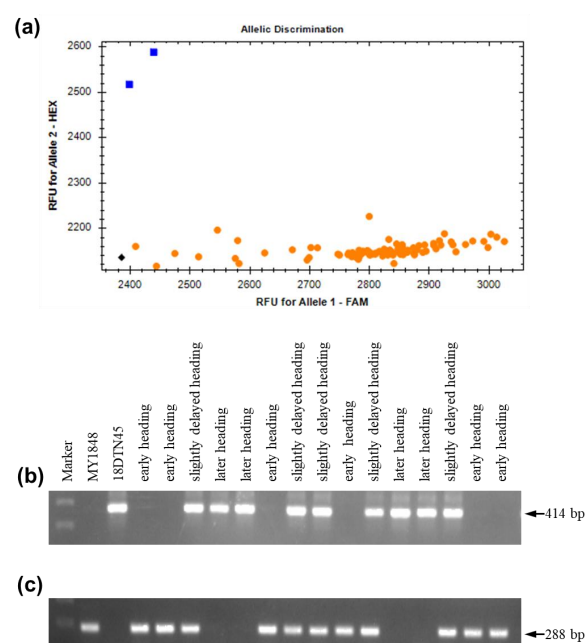 (a)
Allelic Discrimination
RFU for Allele 2 - HEX
2600
2500
2400
2300
2200
2400
2500
2600
2700
2800
2900
3000
RFU for Allele 1 - FAM
Marker
MY1848
18DTN45
early heading
early heading
slightly delayed heading
later heading
later heading
early heading
slightly delayed heading
slightly delayed heading
early heading
slightly delayed heading
later heading
later heading
slightly delayed heading
early heading
early heading
(b)
414 bp
(c)
288 bp